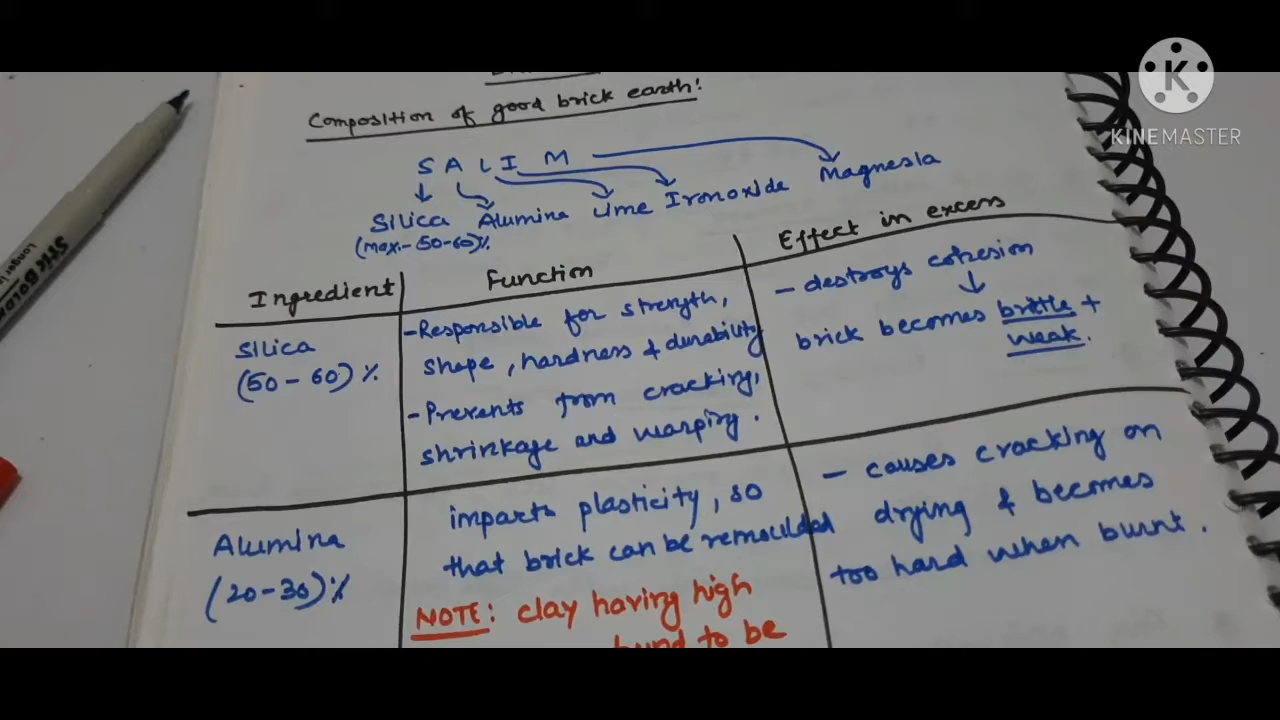 Composition of good brick earth:
S A L I M
Silica Alumina Lime Ironoxide Magnesia
(max.- 50-60)%
Ingredient
Function
Effect in excess
Silica
(50 - 60) %
- Responsible for strength,
shape, hardness & durability
- Prevents from cracking,
shrinkage and warping.
- destroys cohesion
brick becomes brittle +
weak.
Alumina
(20-30)%
imparts plasticity, so
that brick can be remoulded
NOTE: clay having high
to be
- causes cracking on
drying & becomes
too hard when burnt.
K
KINEMASTER